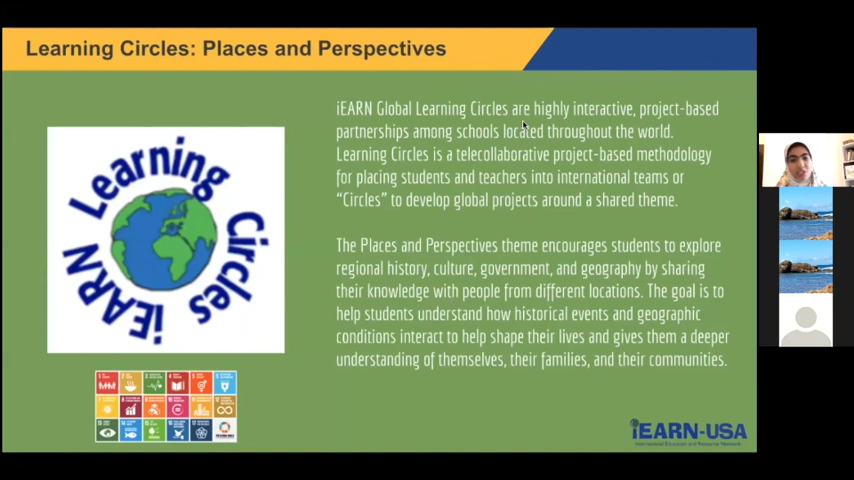 Learning Circles: Places and Perspectives
iEARN Global Learning Circles are highly interactive, project-based
partnerships among schools located throughout the world.
Learning Circles is a telecollaborative project-based methodology
for placing students and teachers into international teams or
“Circles” to develop global projects around a shared theme.
The Places and Perspectives theme encourages students to explore
regional history, culture, government, and geography by sharing
their knowledge with people from different locations. The goal is to
help students understand how historical events and geographic
conditions interact to help shape their lives and gives them a deeper
understanding of themselves, their families, and their communities.
iEARN Learning Circles
iEARN-USA
International Education and Resource Network